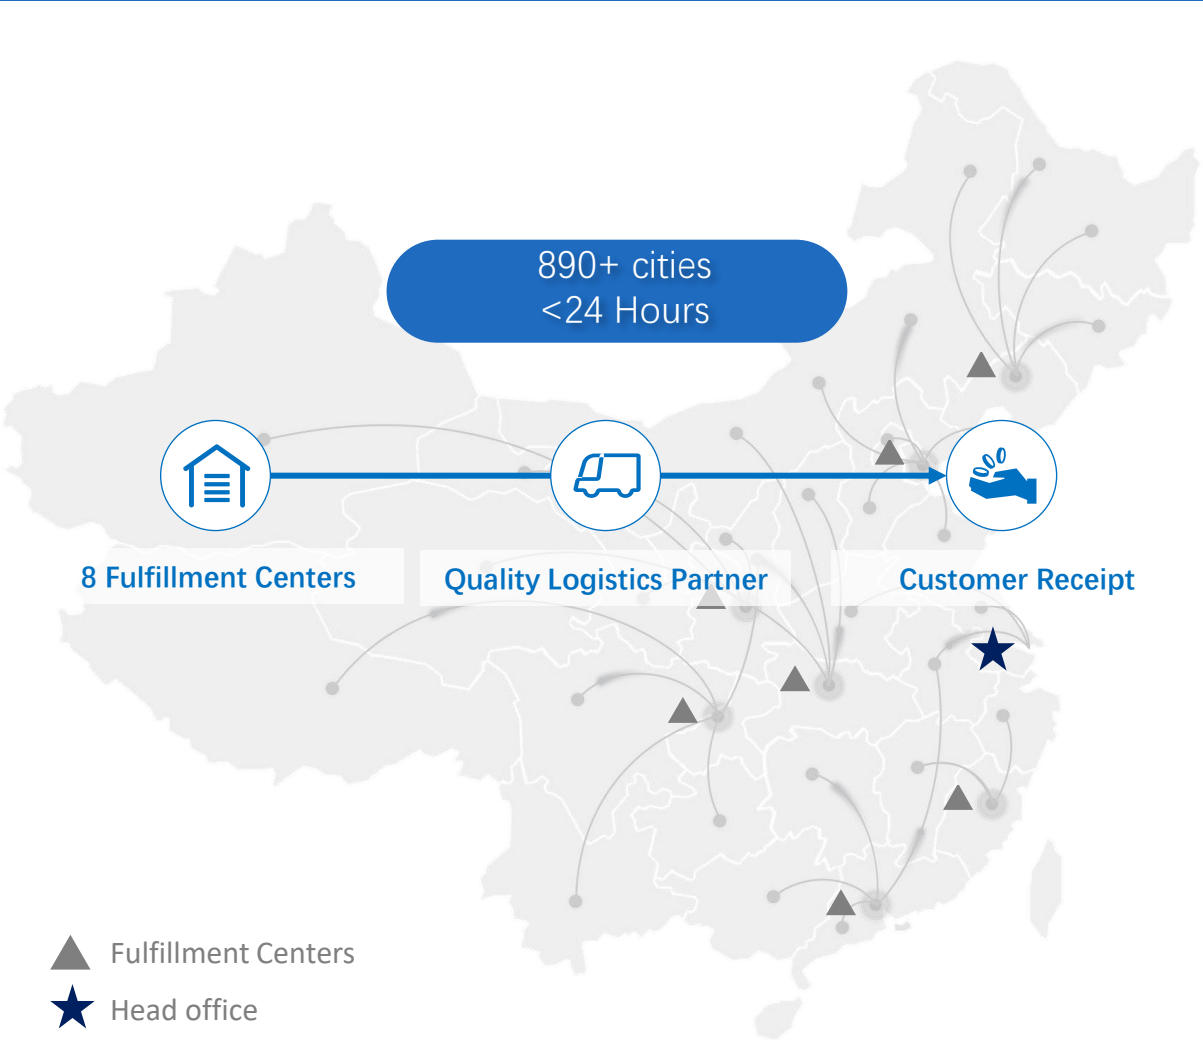 890+ cities
<24 Hours
8 Fulfillment Centers
Quality Logistics Partner
Customer Receipt
Fulfillment Centers
Head office